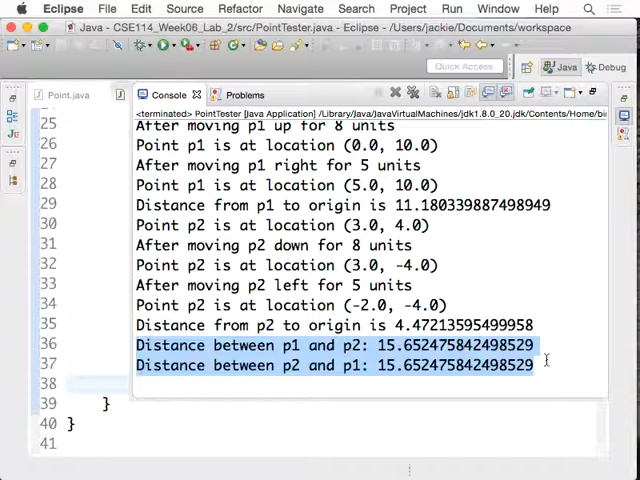 Eclipse File Edit Source Refactor Navigate Search Project Run Window Help
Java - CSE114_Week06_Lab_2/src/PointTester.java - Eclipse - /Users/jackie/Documents/workspace
Quick Access
Java
Debug
Point.java
Console
Problems
<terminated> PointTester [Java Application] /Library/Java/JavaVirtualMachines/jdk1.8.0_20.jdk/Contents/Home/bin
25
After moving p1 up for 8 units
26
Point p1 is at location (0.0, 10.0)
27
After moving p1 right for 5 units
28
Point p1 is at location (5.0, 10.0)
29
Distance from p1 to origin is 11.180339887498949
30
Point p2 is at location (3.0, 4.0)
31
After moving p2 down for 8 units
32
Point p2 is at location (3.0, -4.0)
33
After moving p2 left for 5 units
34
Point p2 is at location (-2.0, -4.0)
35
Distance from p2 to origin is 4.47213595499958
36
Distance between p1 and p2: 15.652475842498529
37
Distance between p2 and p1: 15.652475842498529
38
39 }
40 }
41